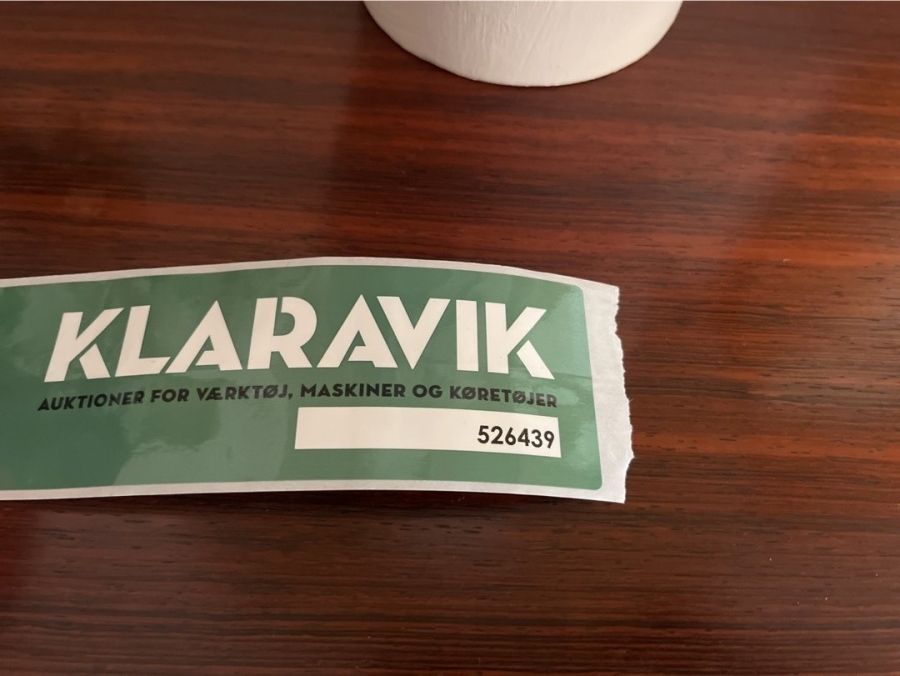 KLARAVIK
AUKTIONER FOR VÆRKTØJ, MASKINER OG KØRETØJER
526439